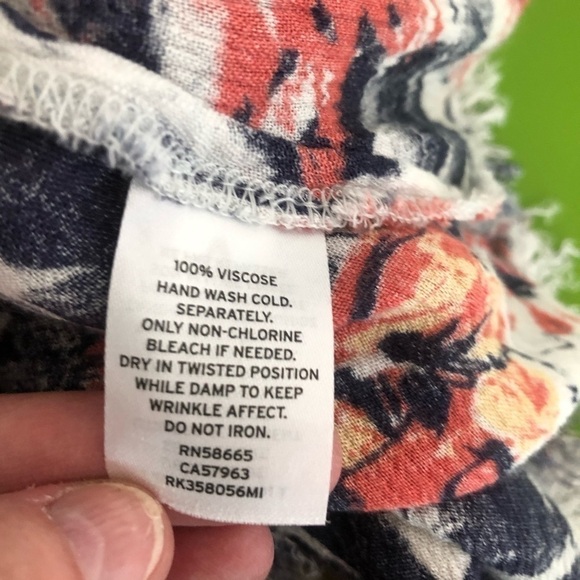 100% VISCOSE
HAND WASH COLD.
SEPARATELY.
ONLY NON-CHLORINE
BLEACH IF NEEDED.
DRY IN TWISTED POSITION
WHILE DAMP TO KEEP
WRINKLE AFFECT.
DO NOT IRON.
RN58665
CA57963
RK358056MI